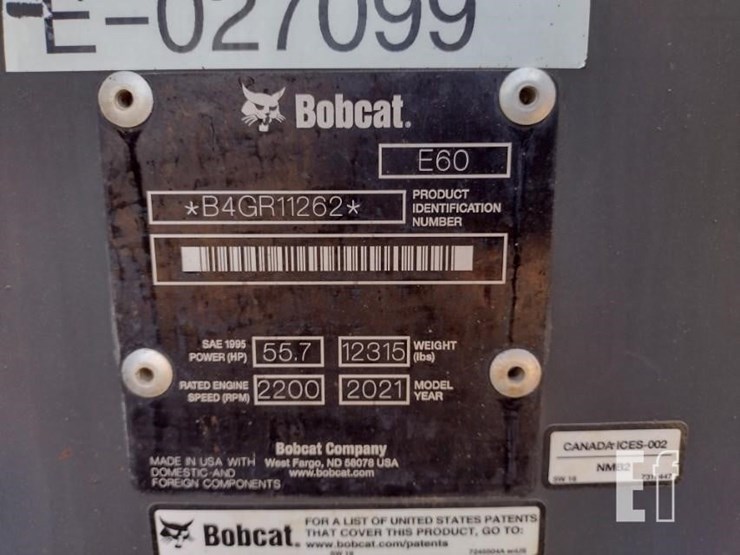 E-027099
Bobcat.
E60
*B4GR11262*
PRODUCT
IDENTIFICATION
NUMBER
SAE 1995
POWER (HP)
55.7
12315
WEIGHT
(lbs)
RATED ENGINE
SPEED (RPM)
2200
2021
MODEL
YEAR
Bobcat Company
West Fargo, ND 58078 USA
www.bobcat.com
MADE IN USA WITH
DOMESTIC AND
FOREIGN COMPONENTS
CANADA ICES-002
Ef
Bobcat.
FOR A LIST OF UNITED STATES PATENTS
THAT COVER THIS PRODUCT, GO TO:
www.bobcat.com/patents